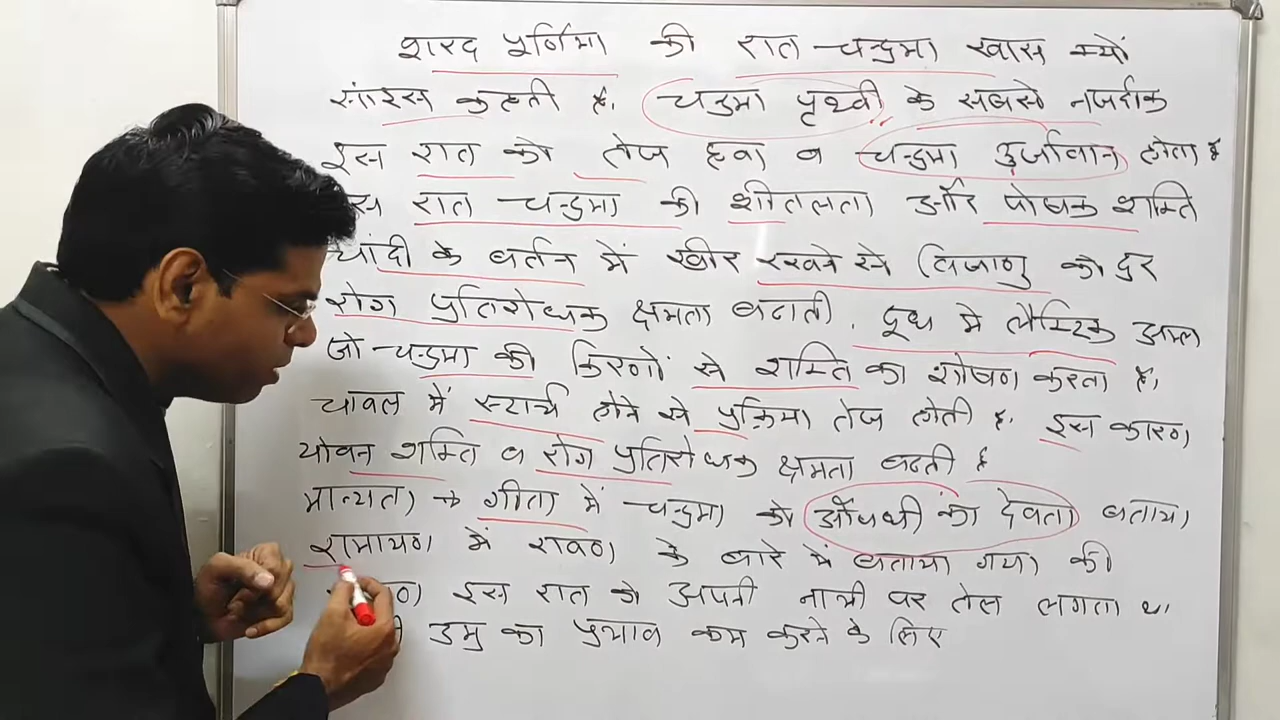 शरद पूर्णिमा की रात चन्द्रमा खास क्यों
सांइस कहती है. चन्द्रमा पृथ्वी के सबसे नजदीक
इस रात को तेज हवा व चन्द्रमा ऊर्जावान होता है
रात चन्द्रमा की शीतलता और पोषक शक्ति
चांदी के बर्तन में खीर रखने से विषाणु को दुर
रोग प्रतिरोधक क्षमता बढाती. दूध में लैक्टिक अम्ल
जो चन्द्रमा की किरणों से शक्ति का शोषण करता है.
चावल में स्टार्च होने से प्रक्रिया तेज होती है. इस कारण
योवन शक्ति व रोग प्रतिरोधक क्षमता बढती है
मान्यता → गीता में चन्द्रमा को औषधी का देवता बताया
रामायण में रावण के बारे में बताया गया की
इस रात को अपनी नाभी पर तेल लगता था
का प्रभाव कम करने के लिए